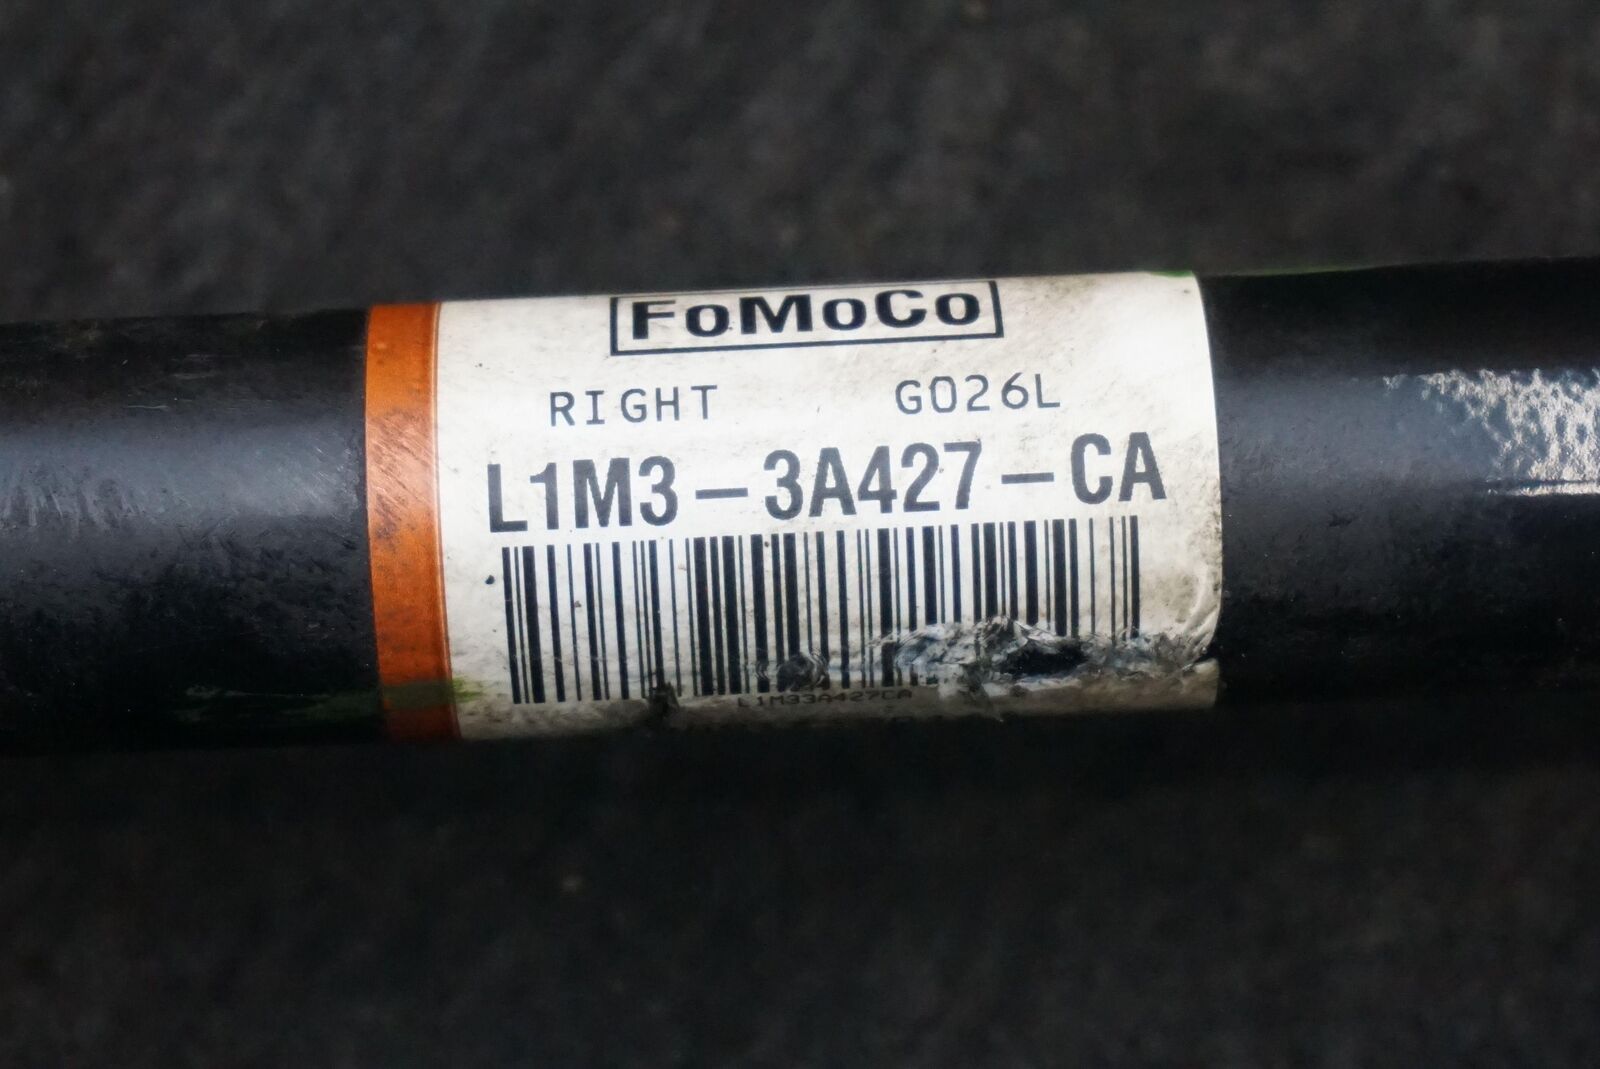 FoMoCo
RIGHT G026L
L1M3-3A427-CA
L1M33A427CA